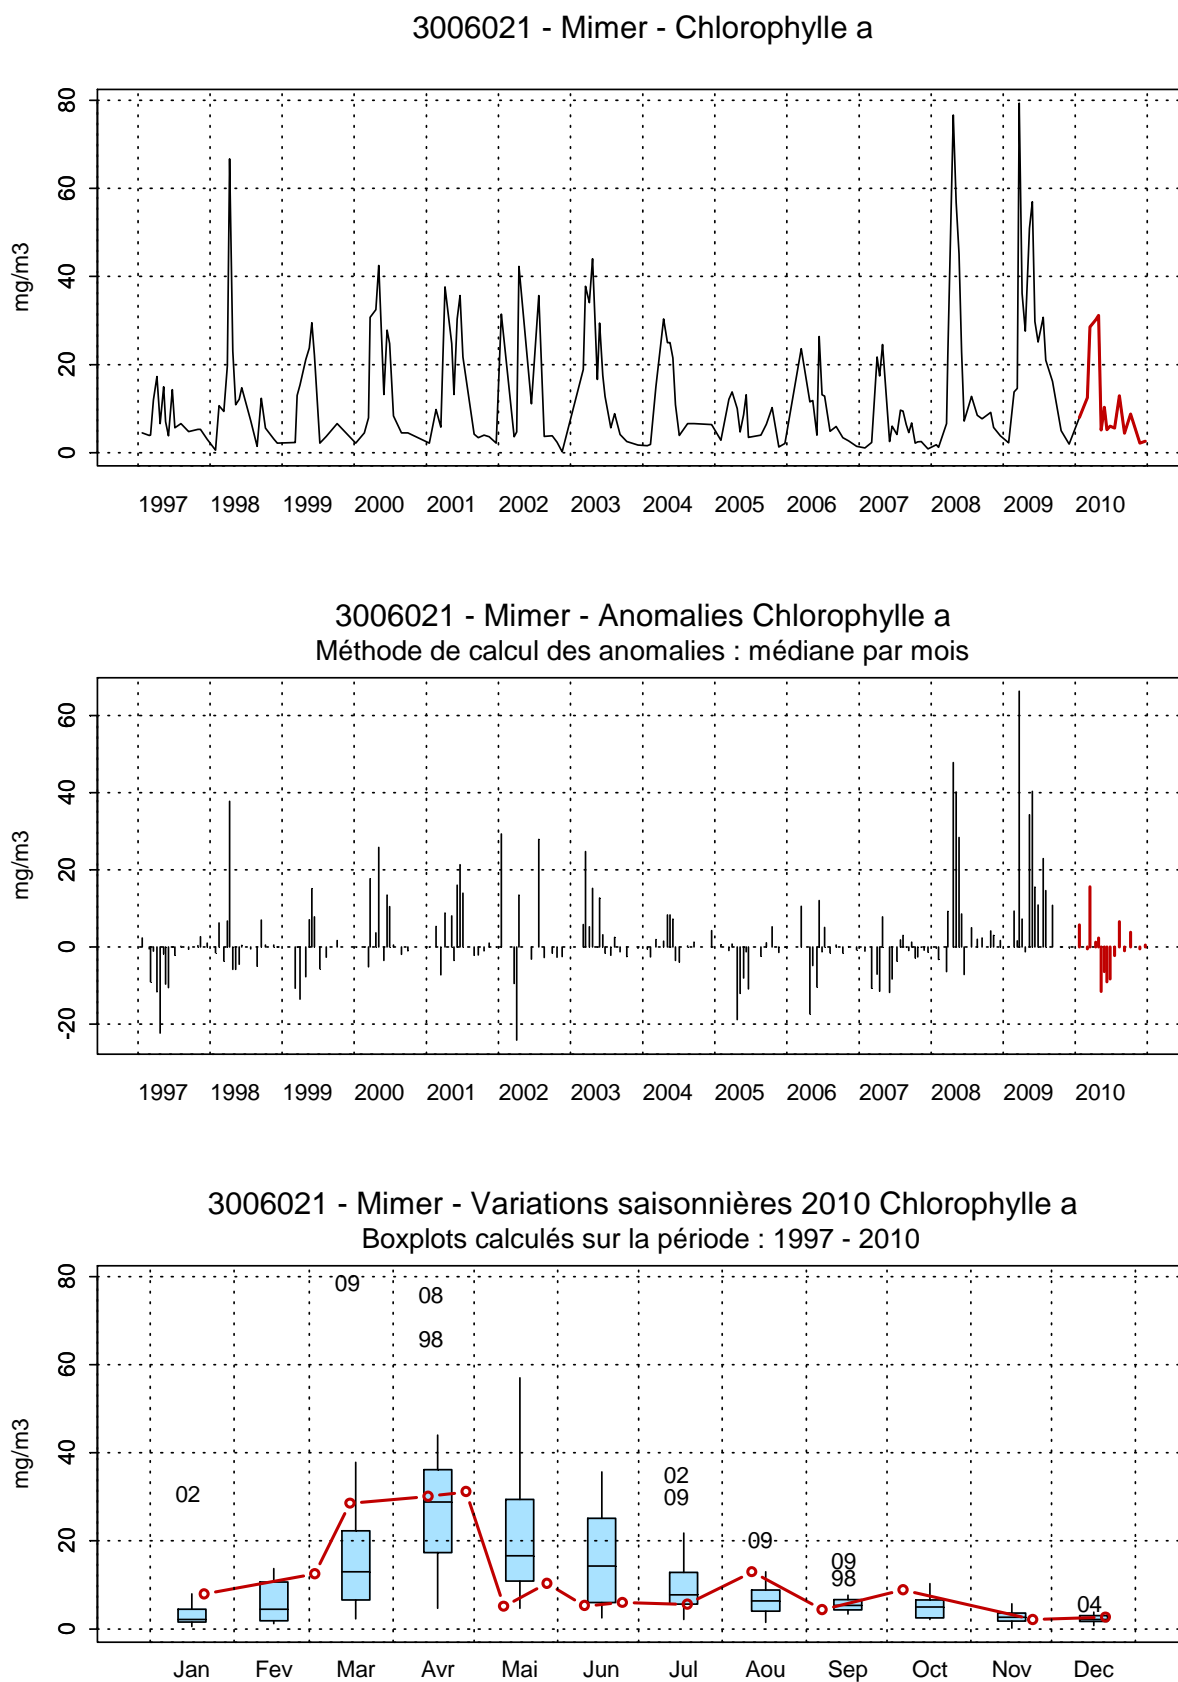 3006021 - Mimer - Chlorophylle a
80
60
40
20
0
mg/m3
1997 1998 1999 2000 2001 2002 2003 2004 2005 2006 2007 2008 2009 2010
3006021 - Mimer - Anomalies Chlorophylle a
Méthode de calcul des anomalies : médiane par mois
60
40
20
0
-20
mg/m3
1997 1998 1999 2000 2001 2002 2003 2004 2005 2006 2007 2008 2009 2010
3006021 - Mimer - Variations saisonnières 2010 Chlorophylle a
Boxplots calculés sur la période : 1997 - 2010
80
60
40
20
0
mg/m3
09
08
98
02
02
09
09
09
98
04
Jan Fev Mar Avr Mai Jun Jul Aou Sep Oct Nov Dec